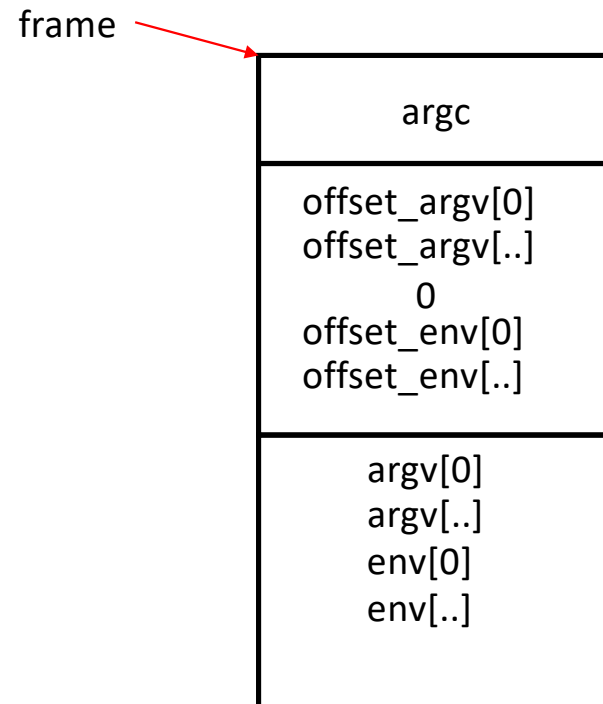 frame
argc
offset_argv[0]
offset_argv[..]
0
offset_env[0]
offset_env[..]
argv[0]
argv[..]
env[0]
env[..]